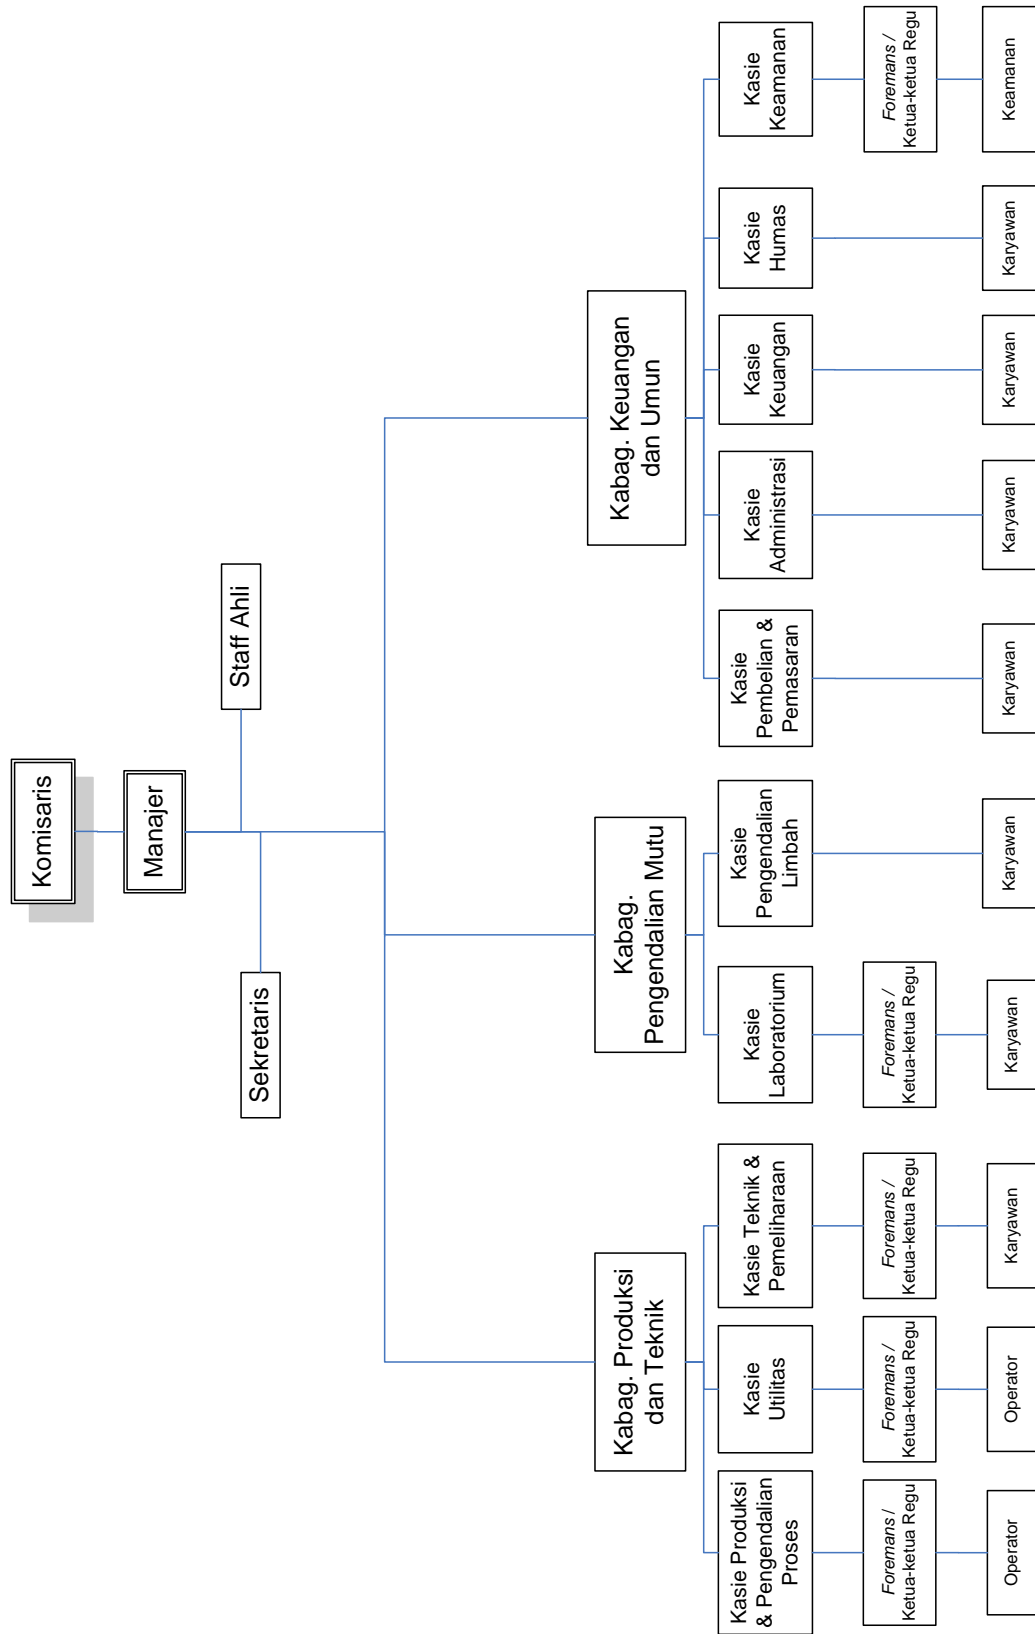 Komisaris
Manajer
Sekretaris
Staff Ahli
Kabag. Produksi
dan Teknik
Kabag.
Pengendalian Mutu
Kabag. Keuangan
dan Umun
Kasie Produksi
& Pengendalian
Proses
Kasie
Utilitas
Kasie Teknik &
Pemeliharaan
Kasie
Laboratorium
Kasie
Pengendalian
Limbah
Kasie
Pembelian &
Pemasaran
Kasie
Administrasi
Kasie
Keuangan
Kasie
Humas
Kasie
Keamanan
Foremans /
Ketua-ketua Regu
Foremans /
Ketua-ketua Regu
Foremans /
Ketua-ketua Regu
Foremans /
Ketua-ketua Regu
Foremans /
Ketua-ketua Regu
Operator
Operator
Karyawan
Karyawan
Karyawan
Karyawan
Karyawan
Karyawan
Karyawan
Keamanan